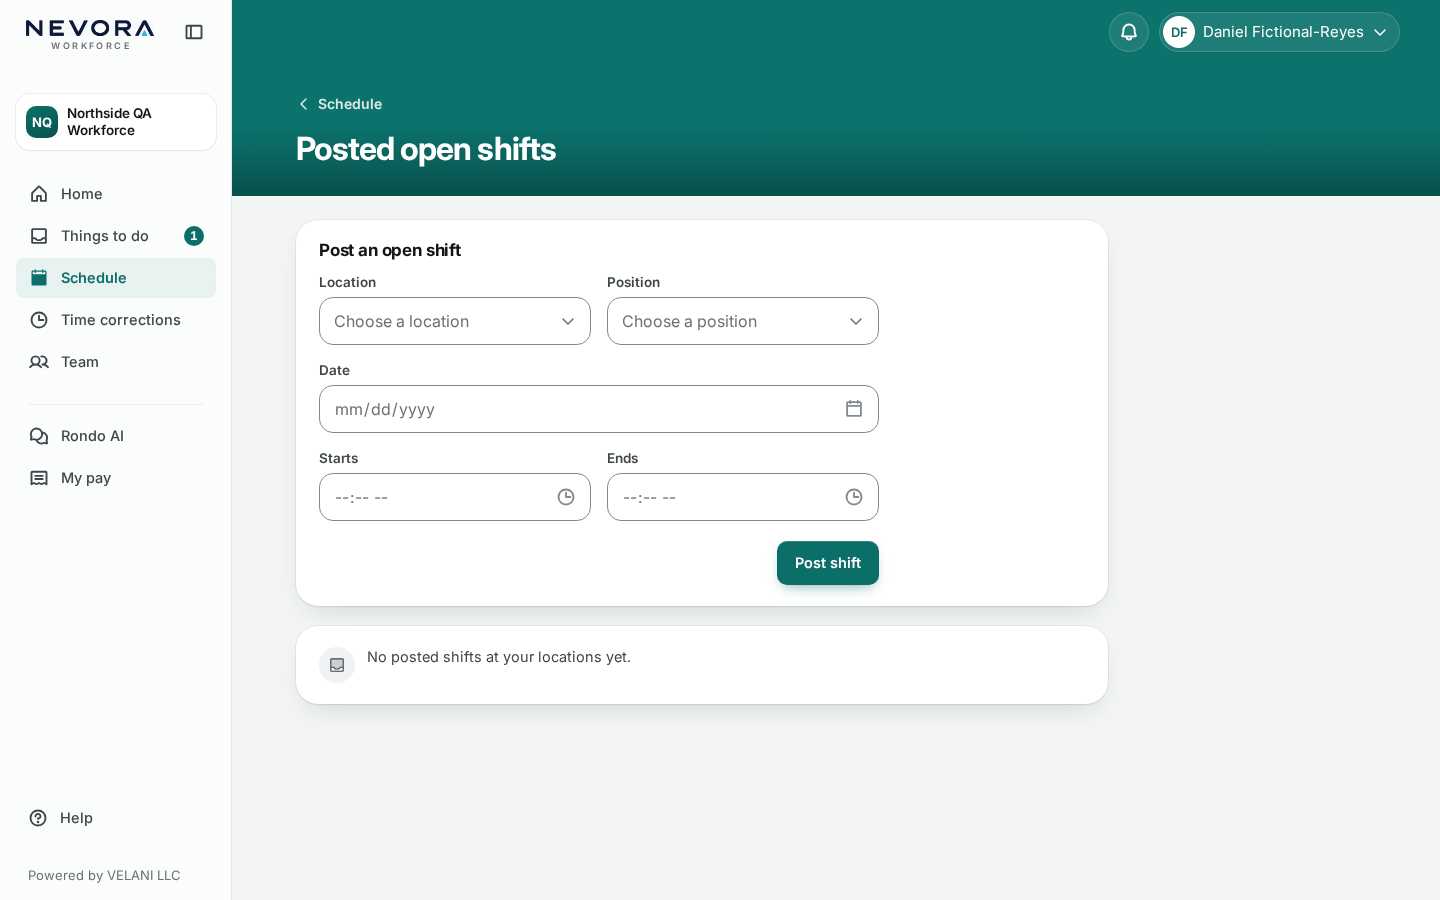 NEVORA
WORKFORCE
DF
Daniel Fictional-Reyes
NQ
Northside QA
Workforce
Home
Things to do
1
Schedule
Time corrections
Team
Rondo AI
My pay
Help
Powered by VELANI LLC
Schedule
Posted open shifts
Post an open shift
Location
Position
Choose a location
Choose a position
Date
mm/dd/yyyy
Starts
Ends
--:-- --
--:-- --
Post shift
No posted shifts at your locations yet.